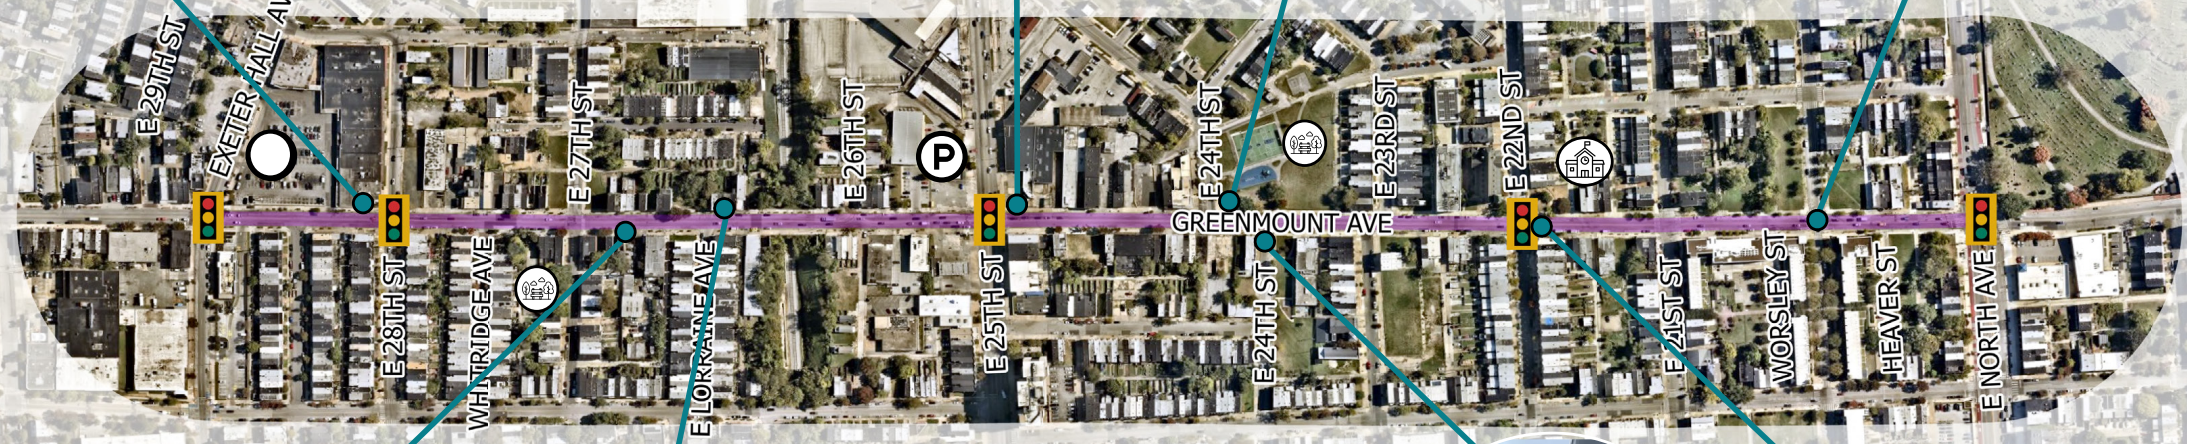 E 29TH ST
EXETER HALL AV
E 27TH ST
E 26TH ST
P
E 24TH ST
E 23RD ST
E 22ND ST
GREENMOUNT AVE
E 28TH ST
WHITRIDGE AVE
E LORRAINE AVE
E 25TH ST
E 24TH ST
E 21ST ST
WORSLEY ST
HEAVER ST
E NORTH AVE